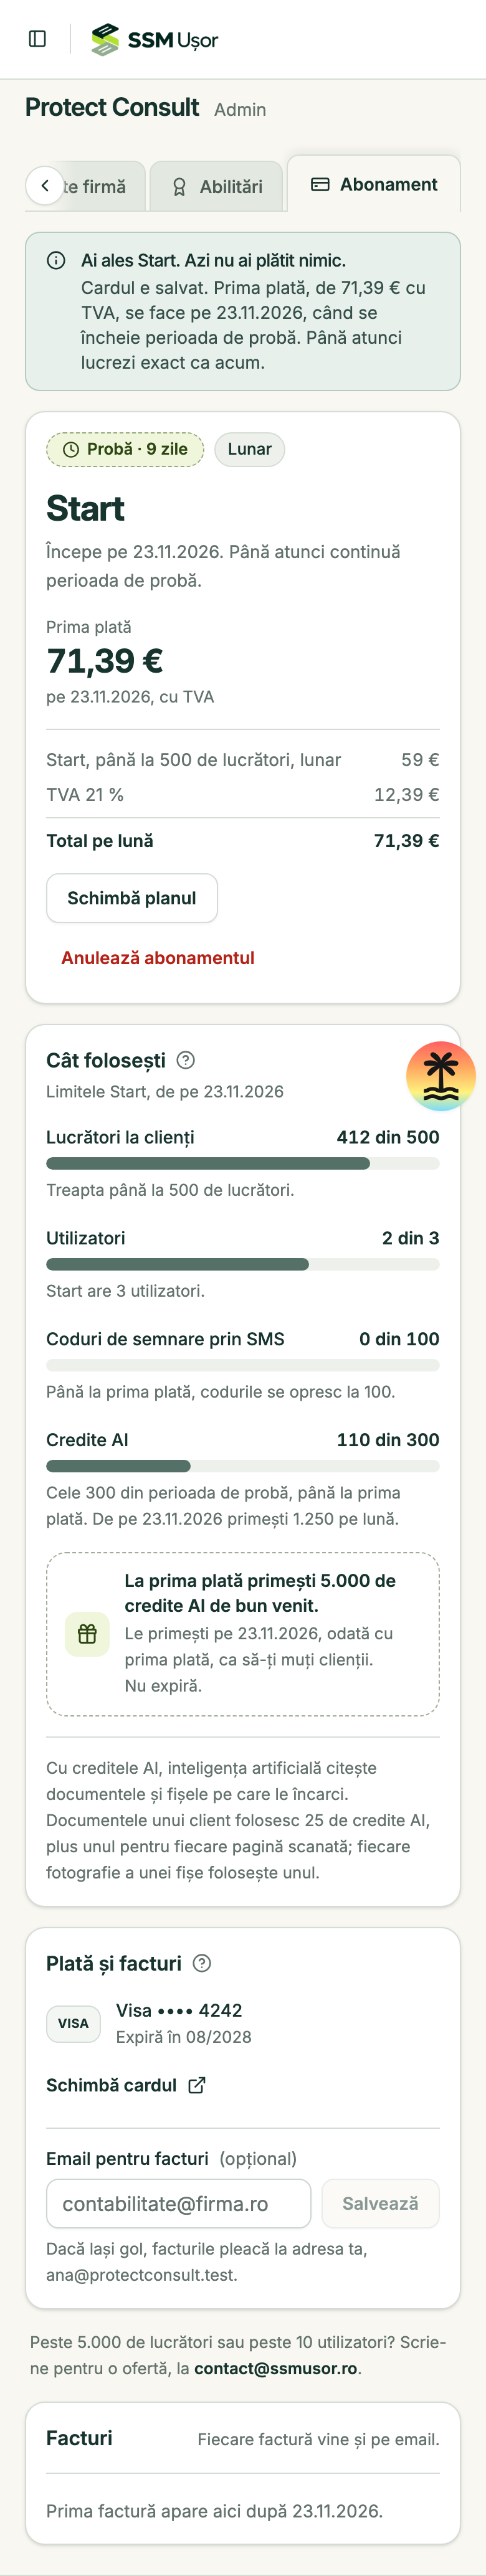 SSM Ușor
Protect Consult Admin
te firmă
Abilitări
Abonament
Ai ales Start. Azi nu ai plătit nimic.
Cardul e salvat. Prima plată, de 71,39 € cu
TVA, se face pe 23.11.2026, când se
încheie perioada de probă. Până atunci
lucrezi exact ca acum.
Probă · 9 zile
Lunar
Start
Începe pe 23.11.2026. Până atunci continuă
perioada de probă.
Prima plată
71,39 €
pe 23.11.2026, cu TVA
Start, până la 500 de lucrători, lunar 59 €
TVA 21 % 12,39 €
Total pe lună 71,39 €
Schimbă planul
Anulează abonamentul
Cât folosești
Limitele Start, de pe 23.11.2026
Lucrători la clienți 412 din 500
Treapta până la 500 de lucrători.
Utilizatori 2 din 3
Start are 3 utilizatori.
Coduri de semnare prin SMS 0 din 100
Până la prima plată, codurile se opresc la 100.
Credite AI 110 din 300
Cele 300 din perioada de probă, până la prima
plată. De pe 23.11.2026 primești 1.250 pe lună.
La prima plată primești 5.000 de
credite AI de bun venit.
Le primești pe 23.11.2026, odată cu
prima plată, ca să-ți muți clienții.
Nu expiră.
Cu creditele AI, inteligența artificială citește
documentele și fișele pe care le încarci.
Documentele unui client folosesc 25 de credite AI,
plus unul pentru fiecare pagină scanată; fiecare
fotografie a unei fișe folosește unul.
Plată și facturi
VISA
Visa •••• 4242
Expiră în 08/2028
Schimbă cardul
Email pentru facturi (opțional)
contabilitate@firma.ro
Salvează
Dacă lași gol, facturile pleacă la adresa ta,
ana@protectconsult.test.
Peste 5.000 de lucrători sau peste 10 utilizatori? Scrie-
ne pentru o ofertă, la contact@ssmusor.ro.
Facturi
Fiecare factură vine și pe email.
Prima factură apare aici după 23.11.2026.